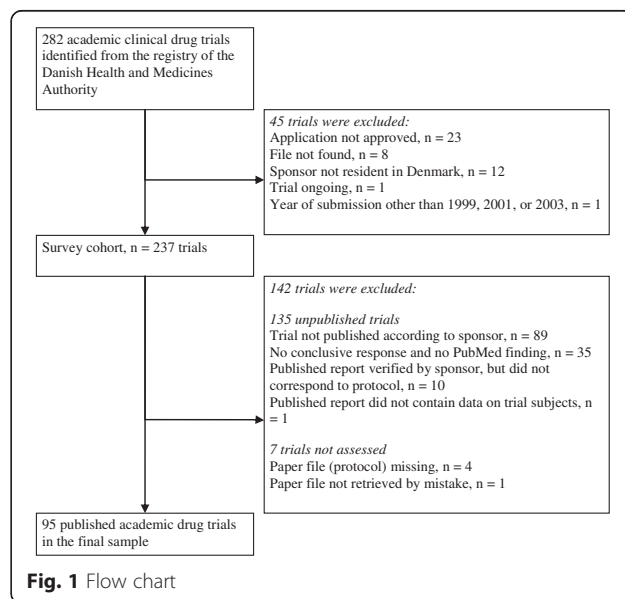 282 academic clinical drug trials
identified from the registry of the
Danish Health and Medicines
Authority
45 trials were excluded:
Application not approved, n = 23
File not found, n = 8
Sponsor not resident in Denmark, n = 12
Trial ongoing, n = 1
Year of submission other than 1999, 2001, or 2003, n = 1
Survey cohort, n = 237 trials
142 trials were excluded:
135 unpublished trials
Trial not published according to sponsor, n = 89
No conclusive response and no PubMed finding, n = 35
Published report verified by sponsor, but did not
correspond to protocol, n = 10
Published report did not contain data on trial subjects, n
= 1
7 trials not assessed
Paper file (protocol) missing, n = 4
Paper file not retrieved by mistake, n = 1
95 published academic drug trials
in the final sample
Fig. 1 Flow chart